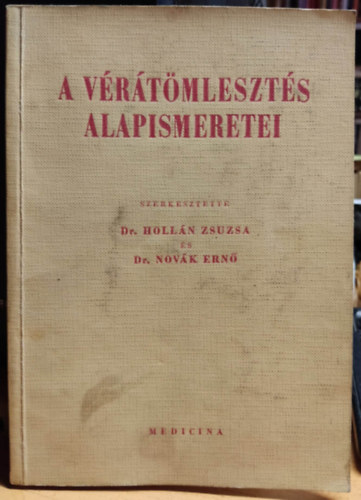 A VÉRÁTÖMLESZTÉS
ALAPISMERETEI
SZERKESZTETTE
Dr. HOLLÁN ZSUZSA
ÉS
Dr. NOVÁK ERNŐ
MEDICINA